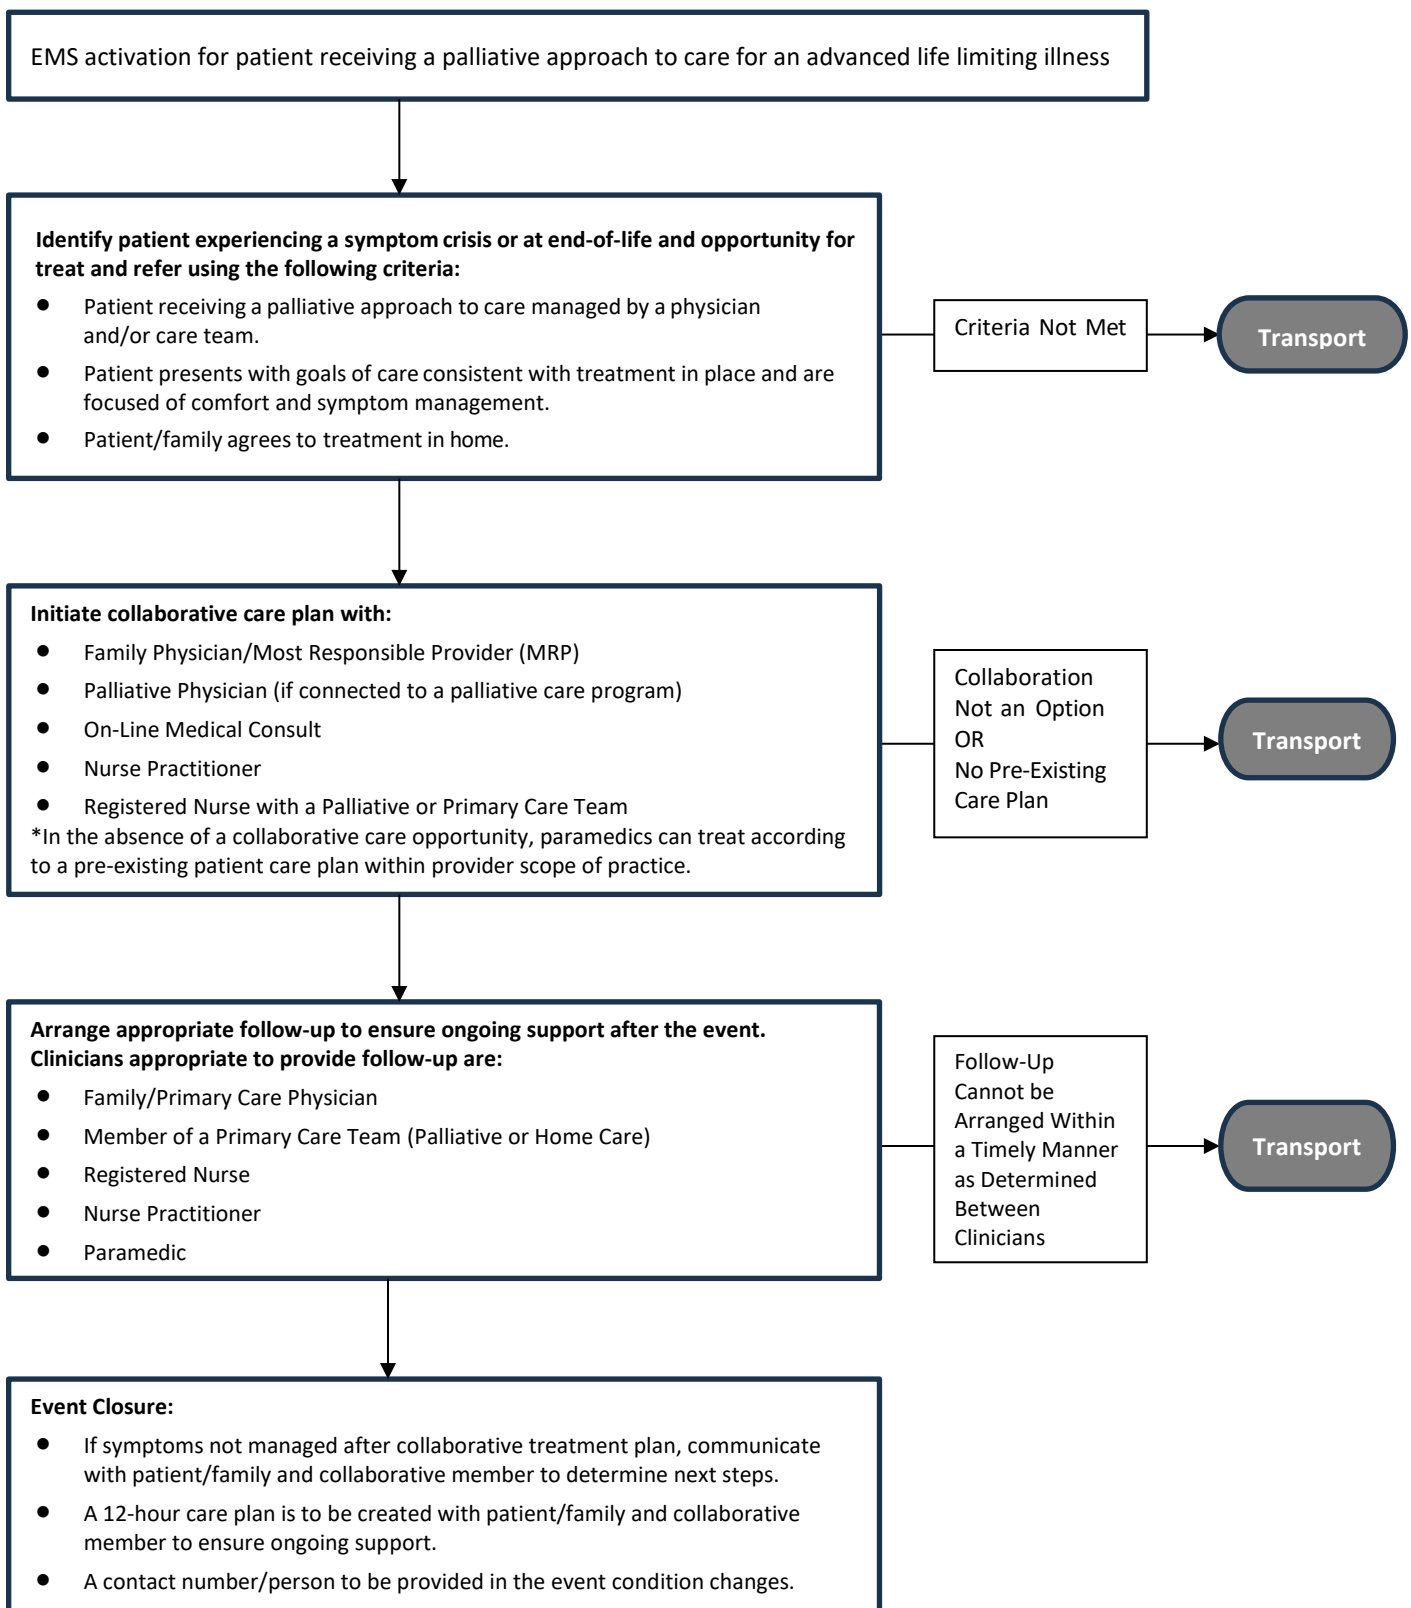 EMS activation for patient receiving a palliative approach to care for an advanced life limiting illness
Identify patient experiencing a symptom crisis or at end-of-life and opportunity for
treat and refer using the following criteria:
● Patient receiving a palliative approach to care managed by a physician
and/or care team.
● Patient presents with goals of care consistent with treatment in place and are
focused of comfort and symptom management.
● Patient/family agrees to treatment in home.
Criteria Not Met
Transport
Initiate collaborative care plan with:
● Family Physician/Most Responsible Provider (MRP)
● Palliative Physician (if connected to a palliative care program)
● On-Line Medical Consult
● Nurse Practitioner
● Registered Nurse with a Palliative or Primary Care Team
*In the absence of a collaborative care opportunity, paramedics can treat according
to a pre-existing patient care plan within provider scope of practice.
Collaboration
Not an Option
OR
No Pre-Existing
Care Plan
Transport
Arrange appropriate follow-up to ensure ongoing support after the event.
Clinicians appropriate to provide follow-up are:
● Family/Primary Care Physician
● Member of a Primary Care Team (Palliative or Home Care)
● Registered Nurse
● Nurse Practitioner
● Paramedic
Follow-Up
Cannot be
Arranged Within
a Timely Manner
as Determined
Between
Clinicians
Transport
Event Closure:
● If symptoms not managed after collaborative treatment plan, communicate
with patient/family and collaborative member to determine next steps.
● A 12-hour care plan is to be created with patient/family and collaborative
member to ensure ongoing support.
● A contact number/person to be provided in the event condition changes.